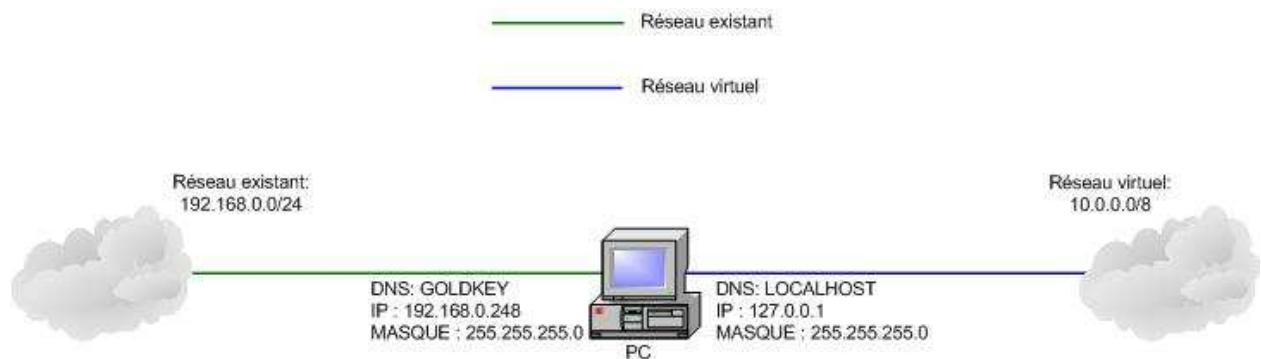 Réseau existant
Réseau virtuel
Réseau existant:
192.168.0.0/24
Réseau virtuel:
10.0.0.0/8
DNS: GOLDKEY
IP : 192.168.0.248
MASQUE : 255.255.255.0
DNS: LOCALHOST
IP : 127.0.0.1
MASQUE : 255.255.255.0
PC